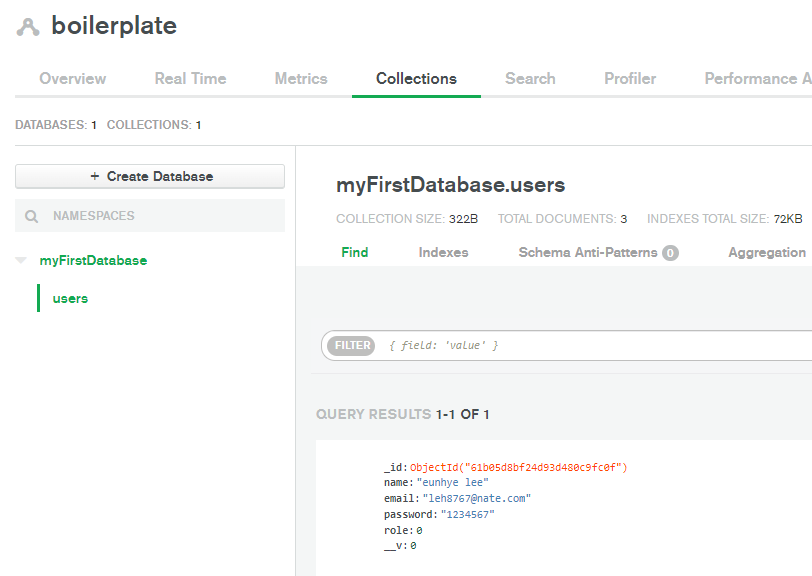 boilerplate
Overview Real Time Metrics Collections Search Profiler Performance A
DATABASES: 1 COLLECTIONS: 1
+ Create Database
NAMESPACES
myFirstDatabase
users
myFirstDatabase.users
COLLECTION SIZE: 322B TOTAL DOCUMENTS: 3 INDEXES TOTAL SIZE: 72KB
Find Indexes Schema Anti-Patterns 0 Aggregation
FILTER { field: 'value' }
QUERY RESULTS 1-1 OF 1
_id:ObjectId("61b05d8bf24d93d480c9fc0f")
name:"eunhye lee"
email:"leh8767@nate.com"
password:"1234567"
role:0
__v:0